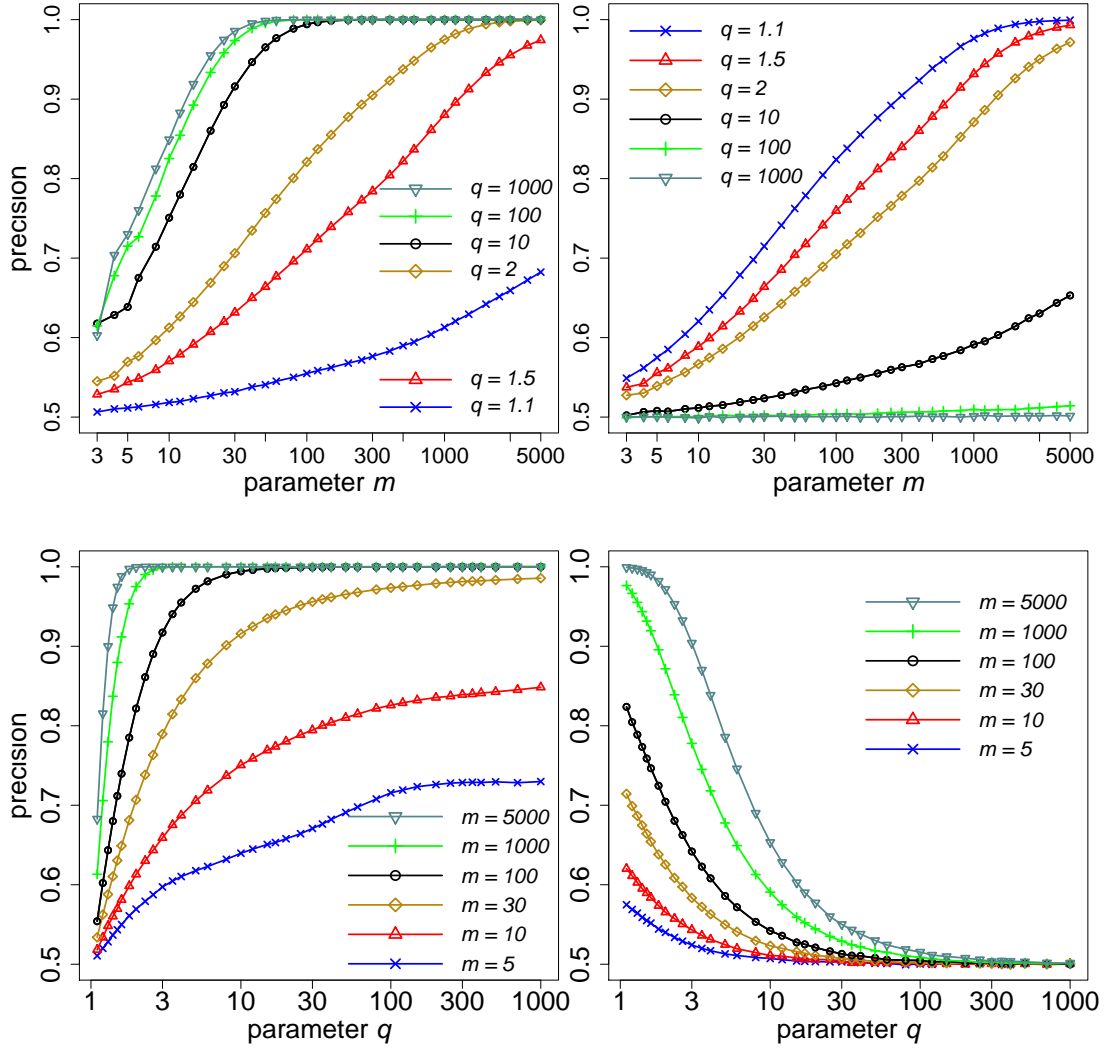 precision
1.0
0.9
0.8
0.7
0.6
0.5
q = 1000
q = 100
q = 10
q = 2
q = 1.5
q = 1.1
3 5 10 30 100 300 1000 5000
parameter m
1.0
0.9
0.8
0.7
0.6
0.5
q = 1.1
q = 1.5
q = 2
q = 10
q = 100
q = 1000
3 5 10 30 100 300 1000 5000
parameter m
precision
1.0
0.9
0.8
0.7
0.6
0.5
m = 5000
m = 1000
m = 100
m = 30
m = 10
m = 5
1 3 10 30 100 300 1000
parameter q
1.0
0.9
0.8
0.7
0.6
0.5
m = 5000
m = 1000
m = 100
m = 30
m = 10
m = 5
1 3 10 30 100 300 1000
parameter q